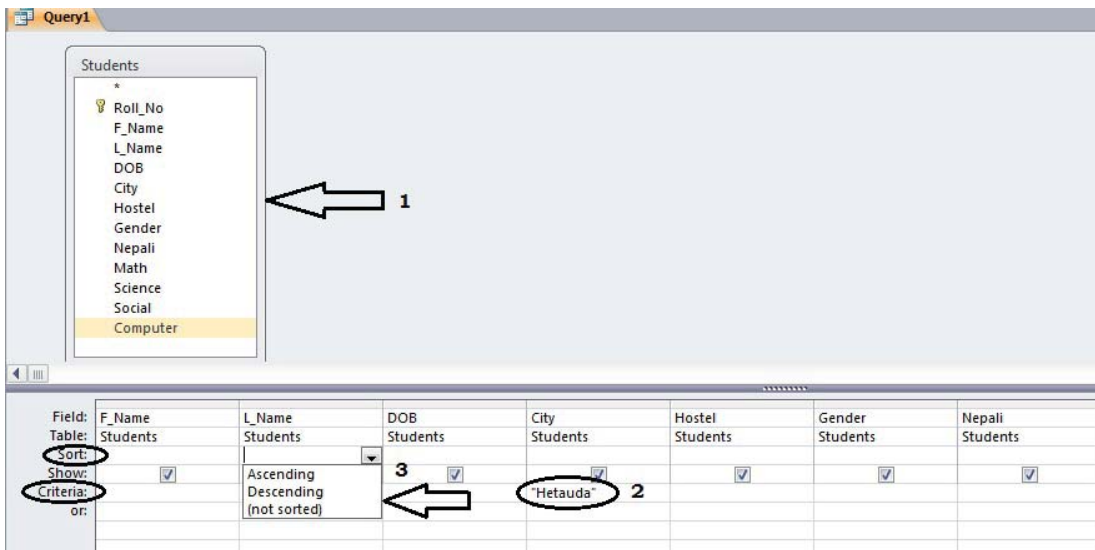 Query1
Students
*
Roll_No
F_Name
L_Name
DOB
City
Hostel
Gender
Nepali
Math
Science
Social
Computer
1
Field: F_Name L_Name DOB City Hostel Gender Nepali
Table: Students Students Students Students Students Students Students
Sort:
Show: Ascending 3
Criteria: Descending "Hetauda" 2
or: (not sorted)